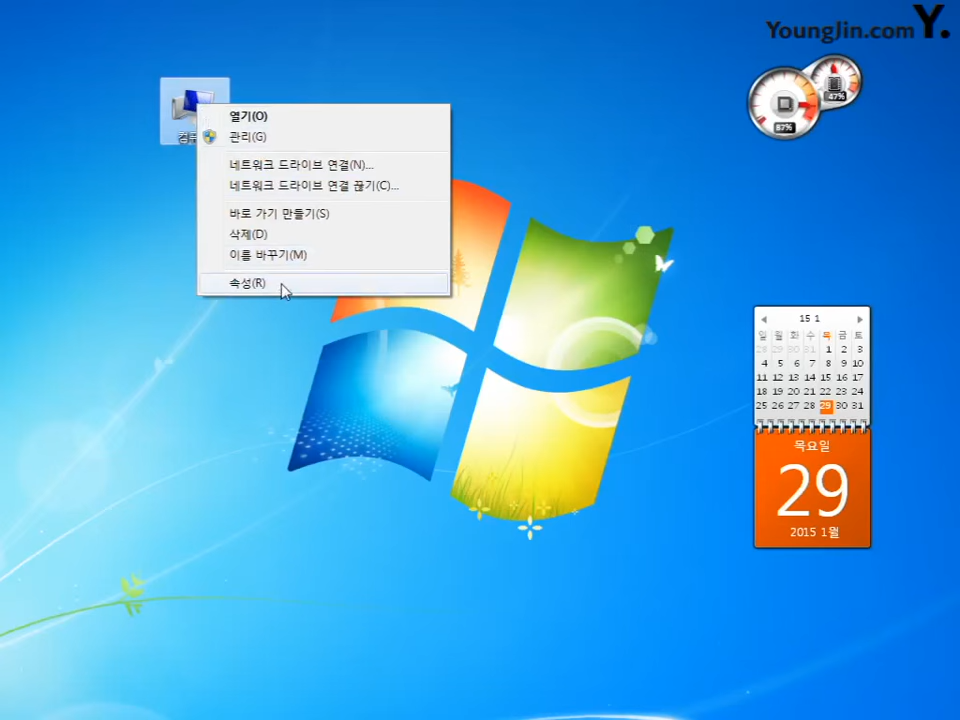 YoungJin.com Y.
47%
87%
열기(O)
관리(G)
네트워크 드라이브 연결(N)...
네트워크 드라이브 연결 끊기(C)...
바로 가기 만들기(S)
삭제(D)
이름 바꾸기(M)
속성(R)
15 1
일 월 화 수 목 금 토
28 29 30 31 1 2 3
4 5 6 7 8 9 10
11 12 13 14 15 16 17
18 19 20 21 22 23 24
25 26 27 28 29 30 31
목요일
29
2015 1월